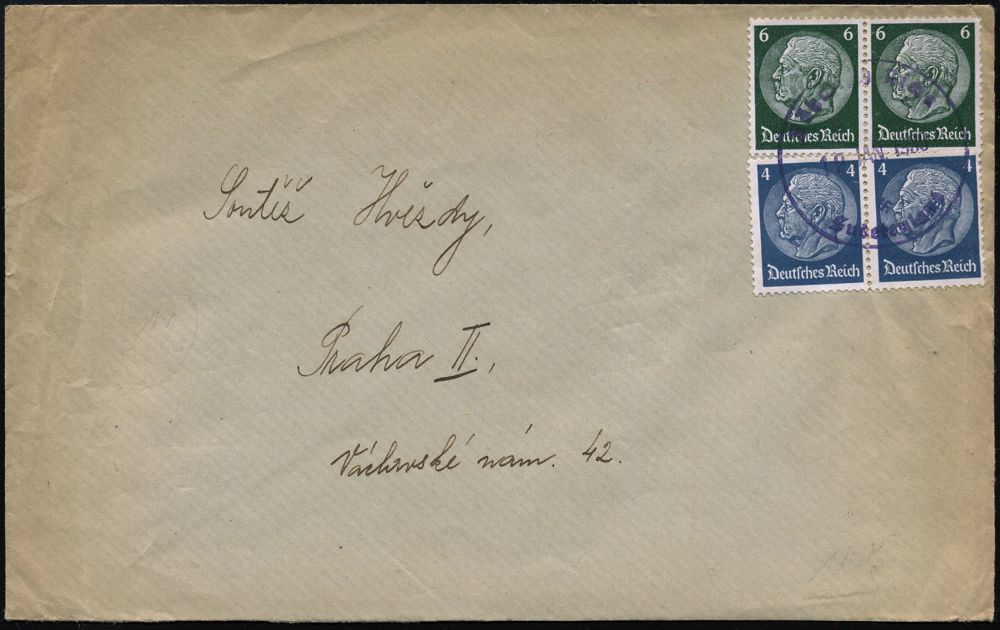 6 6
6 6
Deutsches Reich
Deutsches Reich
4 4
4 4
Deutsches Reich
Deutsches Reich
Sudetengau
Soutěž Hvězdy,
Praha II.,
Václavské nám. 42.